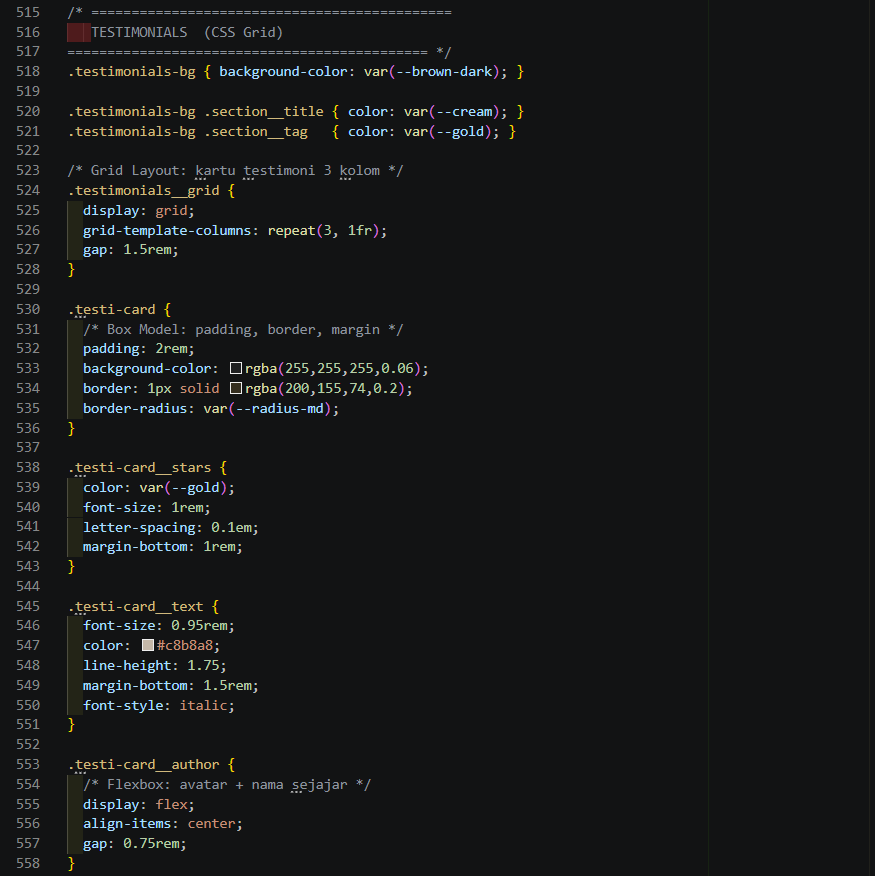 515 /* =============================================
516    TESTIMONIALS  (CSS Grid)
517 ============================================= */
518 .testimonials-bg { background-color: var(--brown-dark); }
519
520 .testimonials-bg .section__title { color: var(--cream); }
521 .testimonials-bg .section__tag   { color: var(--gold); }
522
523 /* Grid Layout: kartu testimoni 3 kolom */
524 .testimonials__grid {
525   display: grid;
526   grid-template-columns: repeat(3, 1fr);
527   gap: 1.5rem;
528 }
529
530 .testi-card {
531   /* Box Model: padding, border, margin */
532   padding: 2rem;
533   background-color: rgba(255,255,255,0.06);
534   border: 1px solid rgba(200,155,74,0.2);
535   border-radius: var(--radius-md);
536 }
537
538 .testi-card__stars {
539   color: var(--gold);
540   font-size: 1rem;
541   letter-spacing: 0.1em;
542   margin-bottom: 1rem;
543 }
544
545 .testi-card__text {
546   font-size: 0.95rem;
547   color: #c8b8a8;
548   line-height: 1.75;
549   margin-bottom: 1.5rem;
550   font-style: italic;
551 }
552
553 .testi-card__author {
554   /* Flexbox: avatar + nama sejajar */
555   display: flex;
556   align-items: center;
557   gap: 0.75rem;
558 }